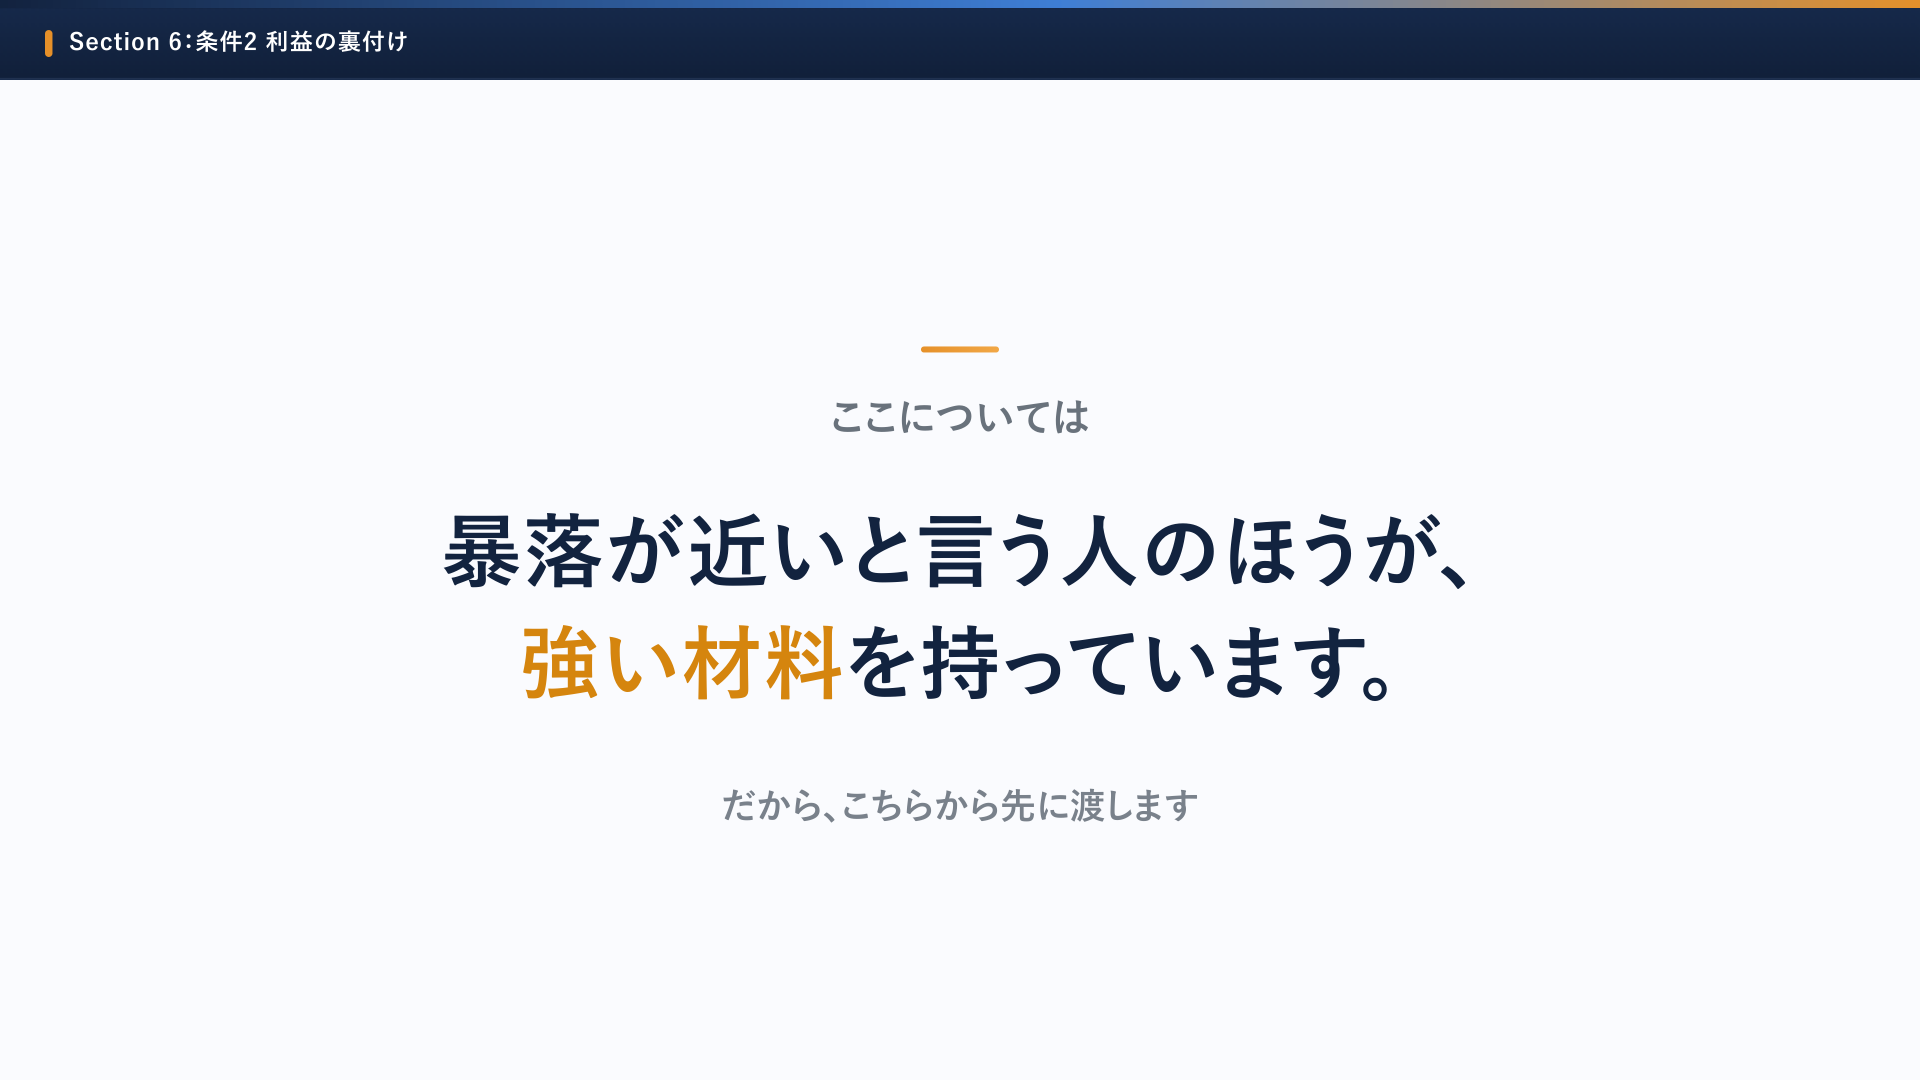 Section 6：条件2 利益の裏付け
ここについては
暴落が近いと言う人のほうが、
強い材料を持っています。
だから、こちらから先に渡します